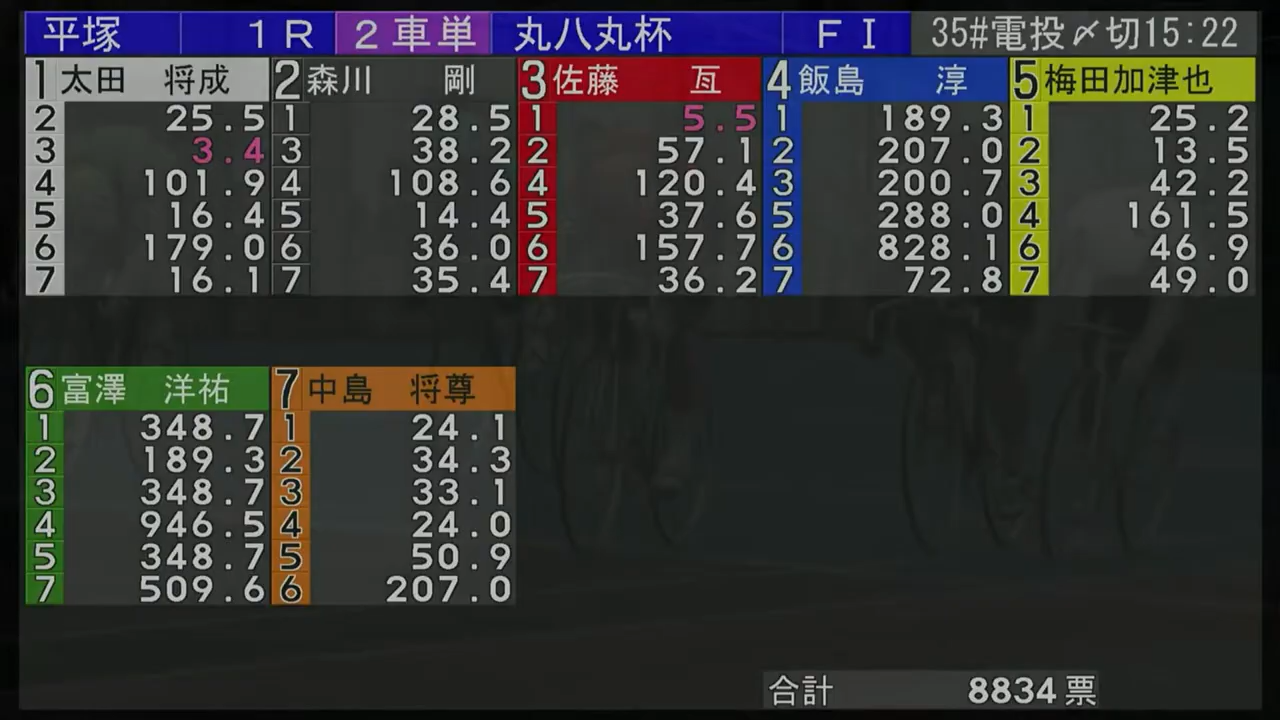 平塚 1R 2車単 丸八丸杯 FⅠ 35#電投〆切15:22
1 太田 将成 2 森川 剛 3 佐藤 亙 4 飯島 淳 5 梅田加津也
2 25.5 1 28.5 1 5.5 1 189.3 1 25.2
3 3.4 3 38.2 2 57.1 2 207.0 2 13.5
4 101.9 4 108.6 4 120.4 3 200.7 3 42.2
5 16.4 5 14.4 5 37.6 5 288.0 4 161.5
6 179.0 6 36.0 6 157.7 6 828.1 6 46.9
7 16.1 7 35.4 7 36.2 7 72.8 7 49.0
6 富澤 洋祐 7 中島 将尊
1 348.7 1 24.1
2 189.3 2 34.3
3 348.7 3 33.1
4 946.5 4 24.0
5 348.7 5 50.9
7 509.6 6 207.0
合計 8834票